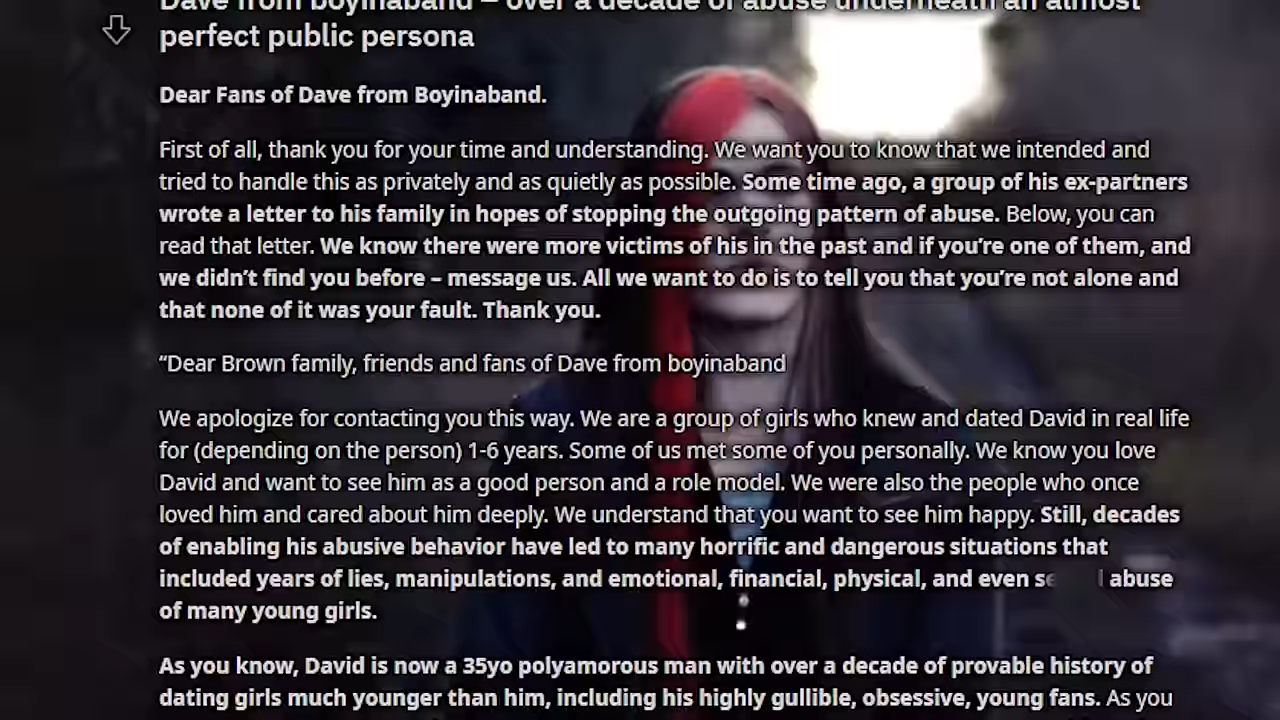 Dave from boyinaband – over a decade of abuse underneath an almost
perfect public persona
Dear Fans of Dave from Boyinaband.
First of all, thank you for your time and understanding. We want you to know that we intended and
tried to handle this as privately and as quietly as possible. Some time ago, a group of his ex-partners
wrote a letter to his family in hopes of stopping the outgoing pattern of abuse. Below, you can
read that letter. We know there were more victims of his in the past and if you’re one of them, and
we didn’t find you before – message us. All we want to do is to tell you that you’re not alone and
that none of it was your fault. Thank you.
“Dear Brown family, friends and fans of Dave from boyinaband
We apologize for contacting you this way. We are a group of girls who knew and dated David in real life
for (depending on the person) 1-6 years. Some of us met some of you personally. We know you love
David and want to see him as a good person and a role model. We were also the people who once
loved him and cared about him deeply. We understand that you want to see him happy. Still, decades
of enabling his abusive behavior have led to many horrific and dangerous situations that
included years of lies, manipulations, and emotional, financial, physical, and even abuse
of many young girls.
As you know, David is now a 35yo polyamorous man with over a decade of provable history of
dating girls much younger than him, including his highly gullible, obsessive, young fans. As you